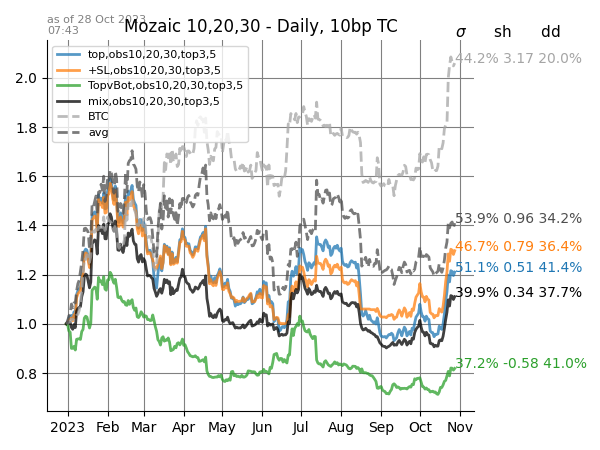 as of 28 Oct 2023
07:43
Mozaic 10,20,30 - Daily, 10bp TC
σ sh dd
top,obs10,20,30,top3,5
+SL,obs10,20,30,top3,5
TopvBot,obs10,20,30,top3,5
mix,obs10,20,30,top3,5
BTC
avg
44.2% 3.17 20.0%
53.9% 0.96 34.2%
46.7% 0.79 36.4%
51.1% 0.51 41.4%
39.9% 0.34 37.7%
37.2% -0.58 41.0%
2.0
1.8
1.6
1.4
1.2
1.0
0.8
2023 Feb Mar Apr May Jun Jul Aug Sep Oct Nov